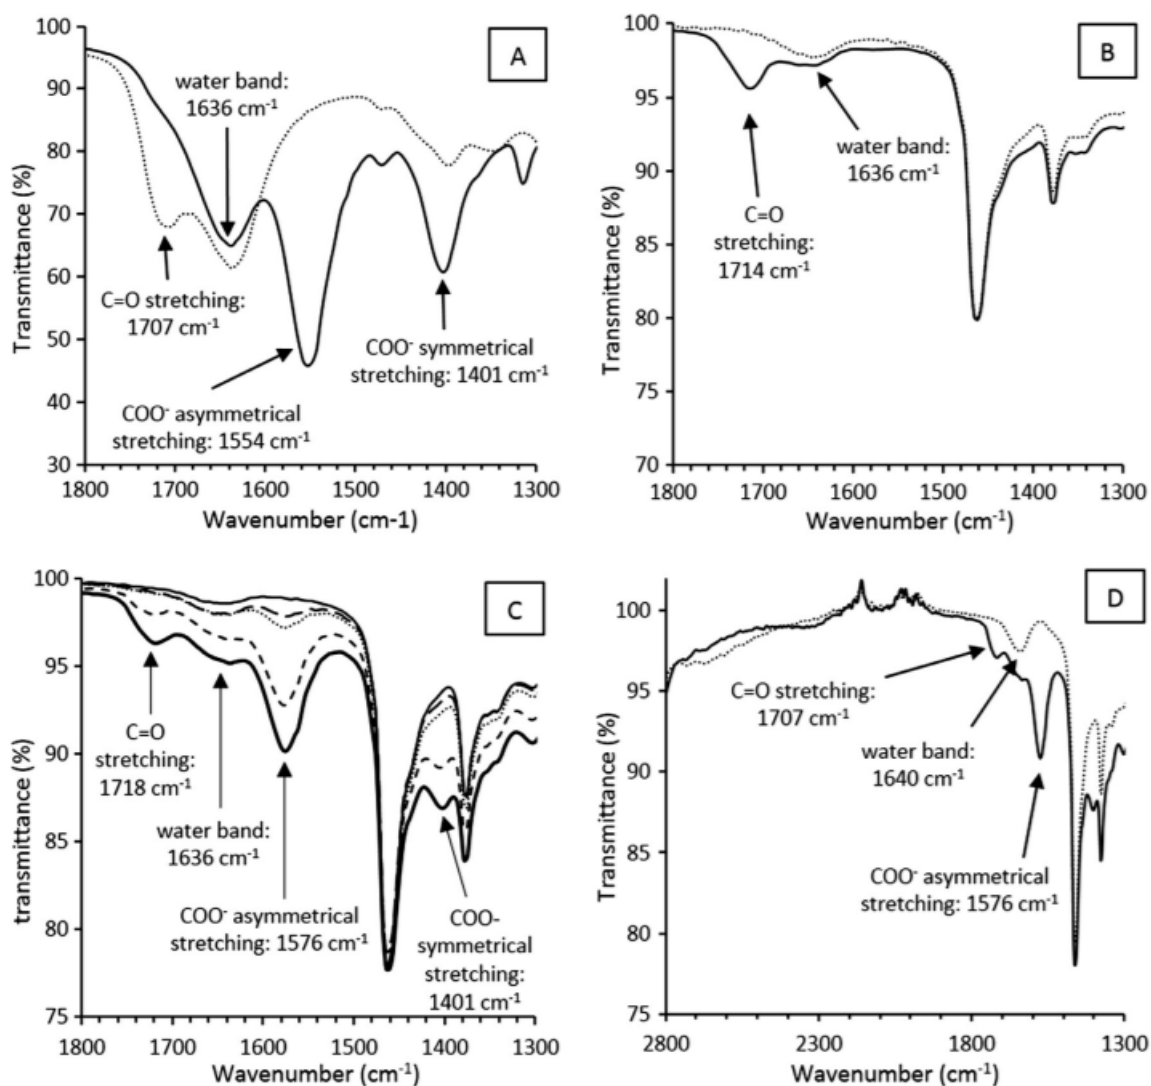 A
Transmittance (%)
100
90
80
70
60
50
40
30
water band:
1636 cm⁻¹
C=O stretching:
1707 cm⁻¹
COO⁻ symmetrical
stretching: 1401 cm⁻¹
COO⁻ asymmetrical
stretching: 1554 cm⁻¹
1800 1700 1600 1500 1400 1300
Wavenumber (cm-1)
B
Transmittance (%)
100
95
90
85
80
75
70
water band:
1636 cm⁻¹
C=O
stretching:
1714 cm⁻¹
1800 1700 1600 1500 1400 1300
Wavenumber (cm⁻¹)
C
transmittance (%)
100
95
90
85
80
75
C=O
stretching:
1718 cm⁻¹
water band:
1636 cm⁻¹
COO⁻ asymmetrical
stretching: 1576 cm⁻¹
COO-
symmetrical
stretching:
1401 cm⁻¹
1800 1700 1600 1500 1400 1300
Wavenumber (cm⁻¹)
D
Transmittance (%)
100
95
90
85
80
75
C=O stretching:
1707 cm⁻¹
water band:
1640 cm⁻¹
COO⁻ asymmetrical
stretching: 1576 cm⁻¹
2800 2300 1800 1300
Wavenumber (cm⁻¹)